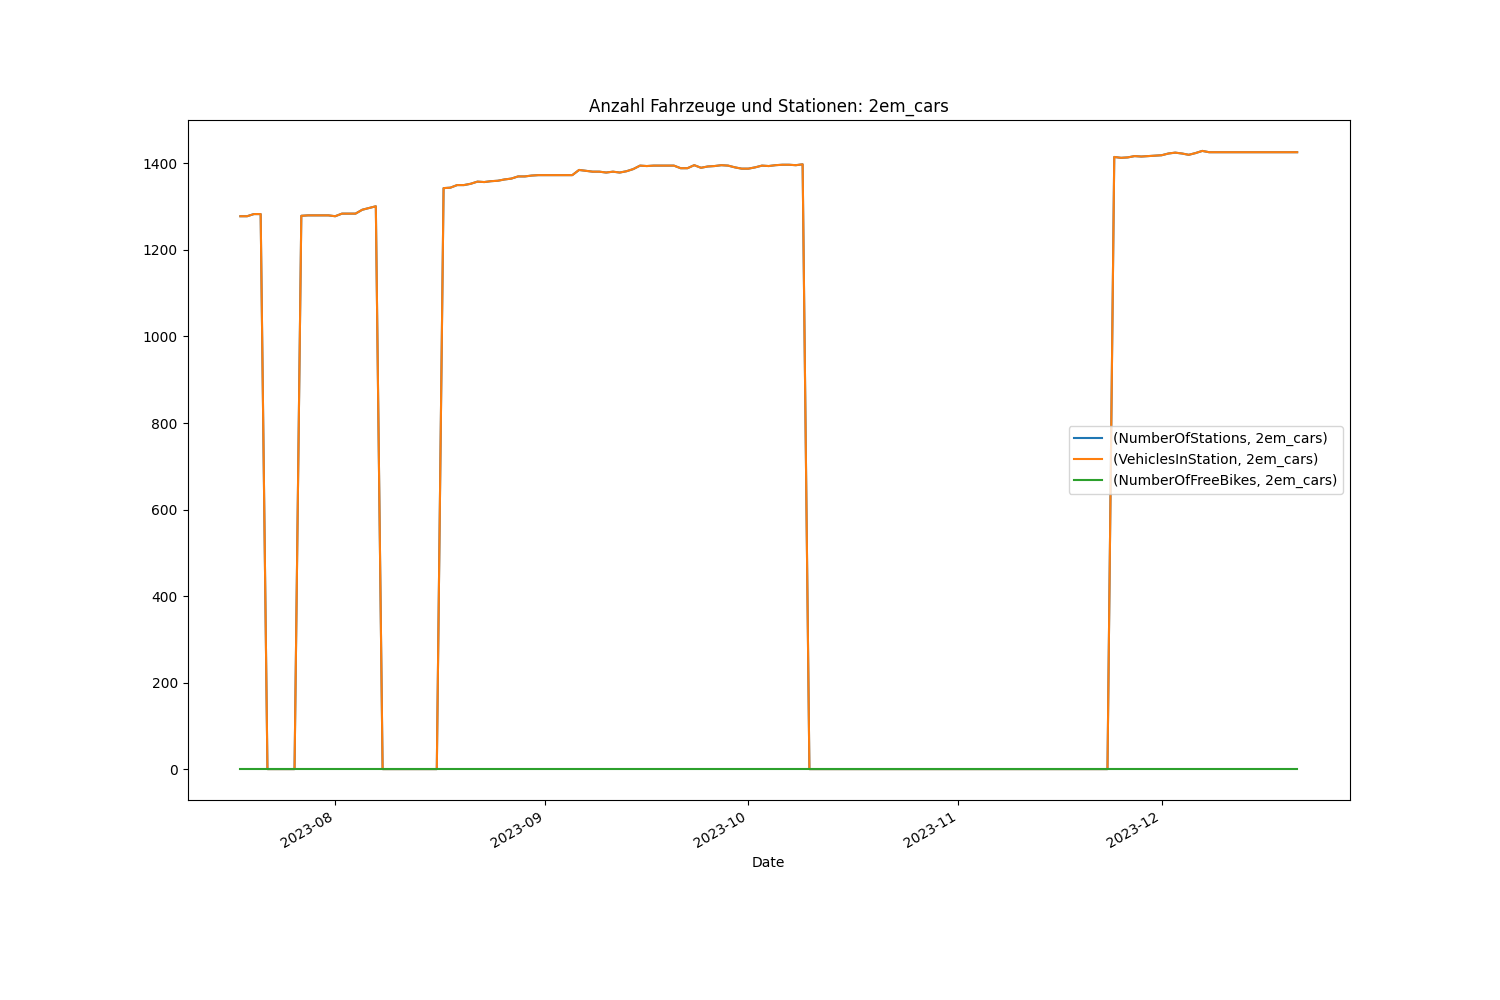 Anzahl Fahrzeuge und Stationen: 2em_cars
1400
1200
1000
800
600
400
200
0
(NumberOfStations, 2em_cars)
(VehiclesInStation, 2em_cars)
(NumberOfFreeBikes, 2em_cars)
2023-08
2023-09
2023-10
2023-11
2023-12
Date